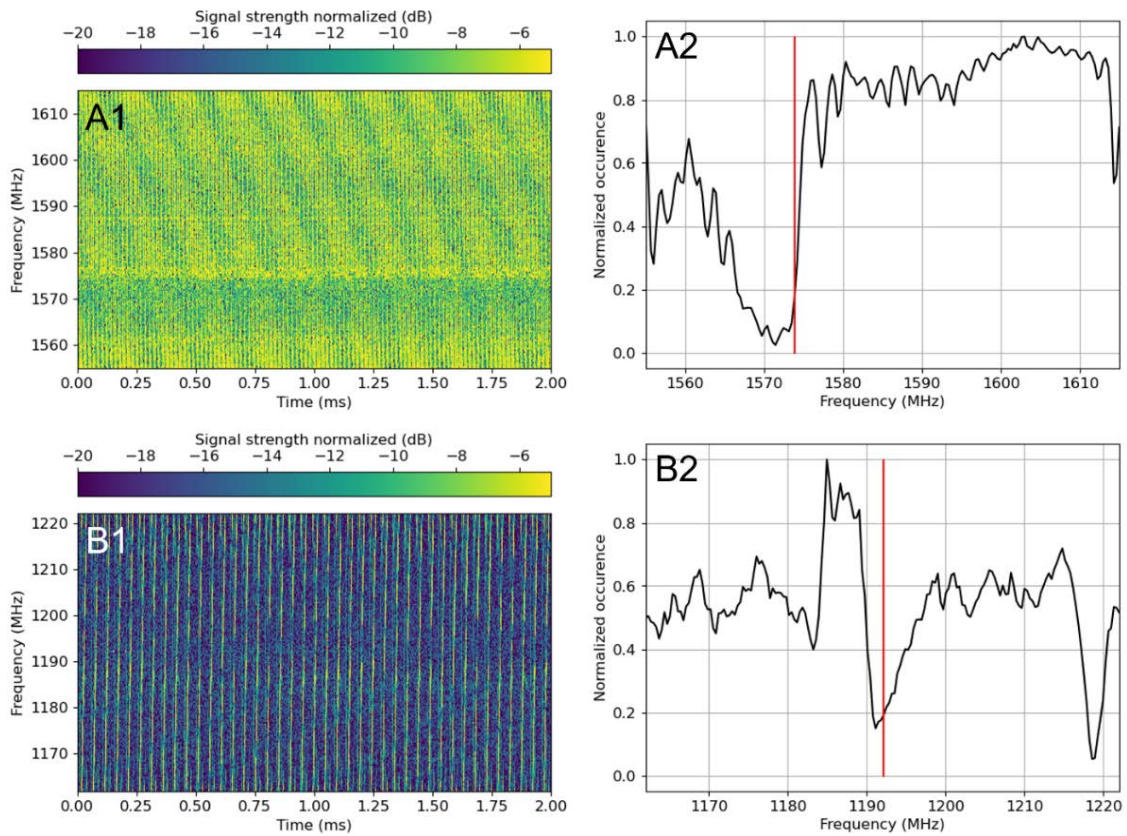 Signal strength normalized (dB)
−20 −18 −16 −14 −12 −10 −8 −6
A1
Frequency (MHz)
1610
1600
1590
1580
1570
1560
0.00 0.25 0.50 0.75 1.00 1.25 1.50 1.75 2.00
Time (ms)
A2
Normalized occurence
1.0
0.8
0.6
0.4
0.2
0.0
1560 1570 1580 1590 1600 1610
Frequency (MHz)
Signal strength normalized (dB)
−20 −18 −16 −14 −12 −10 −8 −6
B1
Frequency (MHz)
1220
1210
1200
1190
1180
1170
0.00 0.25 0.50 0.75 1.00 1.25 1.50 1.75 2.00
Time (ms)
B2
Normalized occurence
1.0
0.8
0.6
0.4
0.2
0.0
1170 1180 1190 1200 1210 1220
Frequency (MHz)